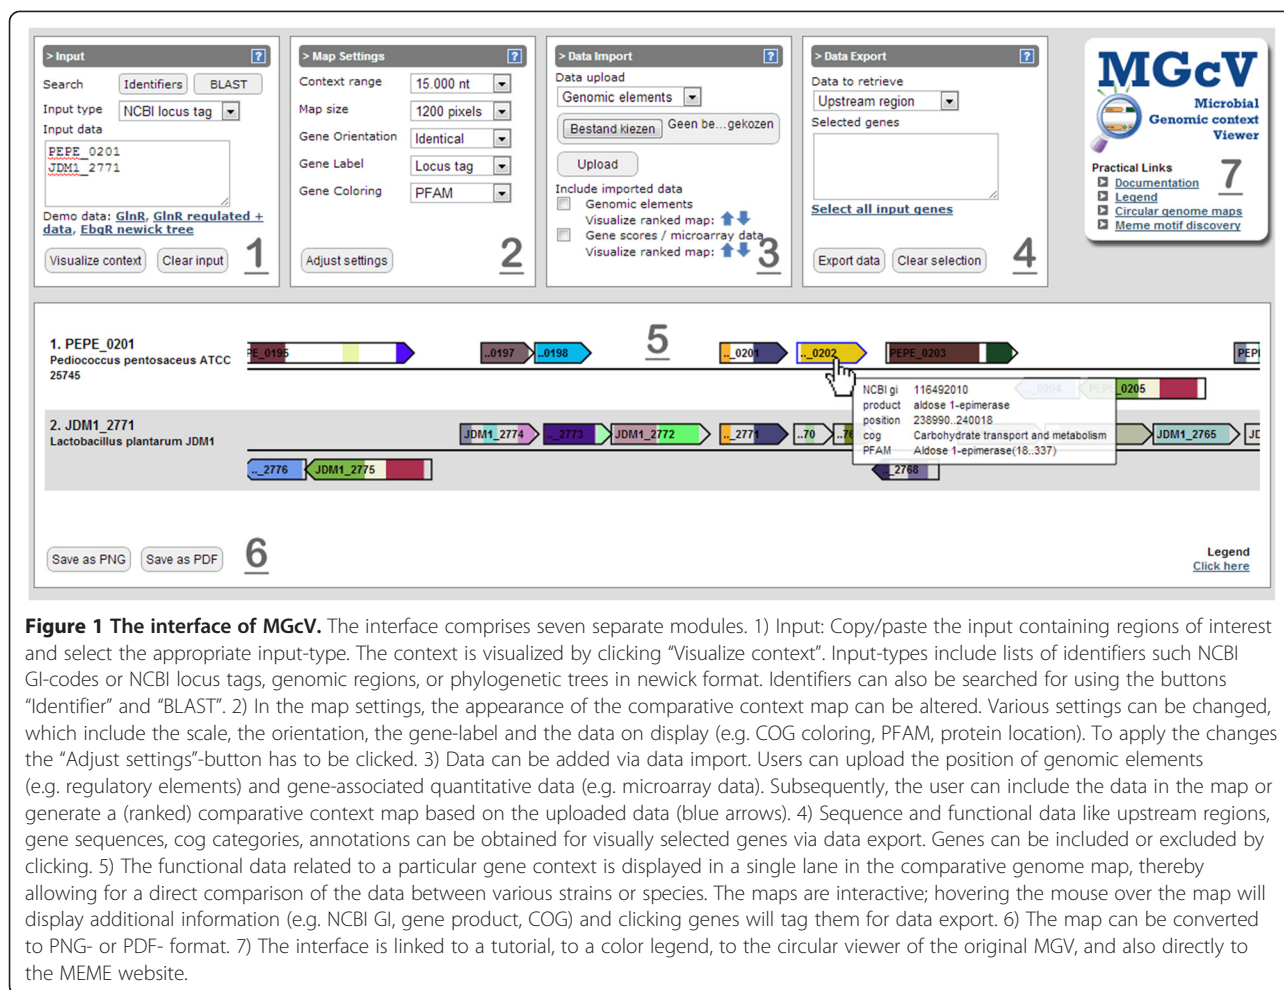 > Input
?
Search
Identifiers
BLAST
Input type
NCBI locus tag
Input data
PEPE_0201
JDM1_2771
Demo data: GlnR, GlnR regulated +
data, EbgR newick tree
Visualize context
Clear input
1
> Map Settings
?
Context range
15.000 nt
Map size
1200 pixels
Gene Orientation
Identical
Gene Label
Locus tag
Gene Coloring
PFAM
Adjust settings
2
> Data Import
?
Data upload
Genomic elements
Bestand kiezen
Geen be...gekozen
Upload
Include imported data
Genomic elements
Visualize ranked map:
Gene scores / microarray data
Visualize ranked map:
3
> Data Export
?
Data to retrieve
Upstream region
Selected genes
Select all input genes
Export data
Clear selection
4
MGcV
Microbial
Genomic context
Viewer
Practical Links
Documentation
Legend
Circular genome maps
Meme motif discovery
7
1. PEPE_0201
Pediococcus pentosaceus ATCC
25745
PE_0195
..0197
..0198
5
.._0201
.._0202
PEPE_0203
PEPI
.._0204
PEPE_0205
NCBI gi 116492010
product aldose 1-epimerase
position 238990..240018
cog Carbohydrate transport and metabolism
PFAM Aldose 1-epimerase(18..337)
2. JDM1_2771
Lactobacillus plantarum JDM1
JDM1_2774
.._2773
JDM1_2772
.._2771
..70
..76
JDM1_2765
JD
.._2776
JDM1_2775
.._2768
Save as PNG
Save as PDF
6
Legend
Click here
Figure 1 The interface of MGcV. The interface comprises seven separate modules. 1) Input: Copy/paste the input containing regions of interest
and select the appropriate input-type. The context is visualized by clicking “Visualize context”. Input-types include lists of identifiers such NCBI
GI-codes or NCBI locus tags, genomic regions, or phylogenetic trees in newick format. Identifiers can also be searched for using the buttons
“Identifier” and “BLAST”. 2) In the map settings, the appearance of the comparative context map can be altered. Various settings can be changed,
which include the scale, the orientation, the gene-label and the data on display (e.g. COG coloring, PFAM, protein location). To apply the changes
the “Adjust settings”-button has to be clicked. 3) Data can be added via data import. Users can upload the position of genomic elements
(e.g. regulatory elements) and gene-associated quantitative data (e.g. microarray data). Subsequently, the user can include the data in the map or
generate a (ranked) comparative context map based on the uploaded data (blue arrows). 4) Sequence and functional data like upstream regions,
gene sequences, cog categories, annotations can be obtained for visually selected genes via data export. Genes can be included or excluded by
clicking. 5) The functional data related to a particular gene context is displayed in a single lane in the comparative genome map, thereby
allowing for a direct comparison of the data between various strains or species. The maps are interactive; hovering the mouse over the map will
display additional information (e.g. NCBI GI, gene product, COG) and clicking genes will tag them for data export. 6) The map can be converted
to PNG- or PDF- format. 7) The interface is linked to a tutorial, to a color legend, to the circular viewer of the original MGV, and also directly to
the MEME website.